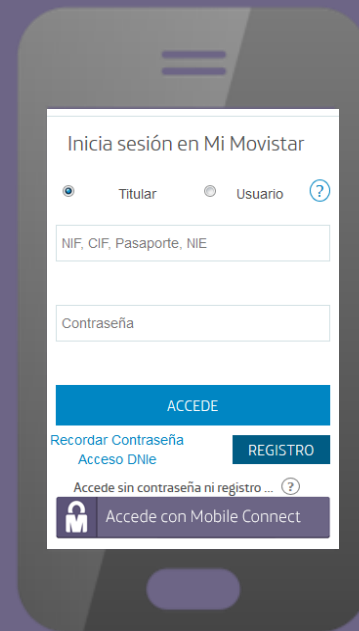 Inicia sesión en Mi Movistar
Titular Usuario ?
NIF, CIF, Pasaporte, NIE
Contraseña
ACCEDE
Recordar Contraseña
Acceso DNIe
REGISTRO
Accede sin contraseña ni registro ... ?
Accede con Mobile Connect